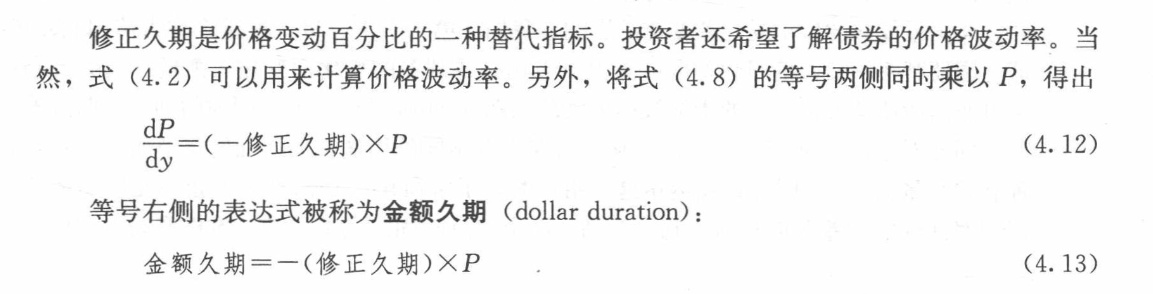 修正久期是价格变动百分比的一种替代指标。投资者还希望了解债券的价格波动率。当
然，式（4.2）可以用来计算价格波动率。另外，将式（4.8）的等号两侧同时乘以 P，得出
dP/dy=(－修正久期)×P (4.12)
等号右侧的表达式被称为金额久期（dollar duration）：
金额久期=－(修正久期)×P (4.13)